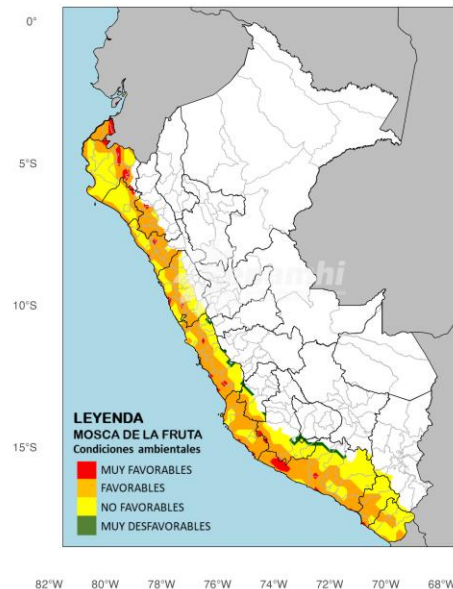 0°
5°S
10°S
15°S
LEYENDA
MOSCA DE LA FRUTA
Condiciones ambientales
MUY FAVORABLES
FAVORABLES
NO FAVORABLES
MUY DESFAVORABLES
82°W 80°W 78°W 76°W 74°W 72°W 70°W 68°W